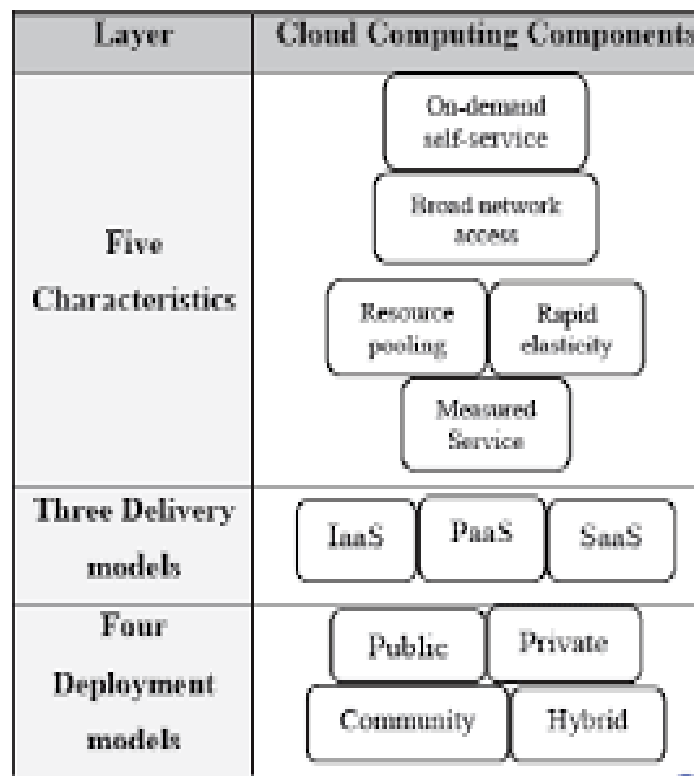 Layer
Cloud Computing Components
Five
Characteristics
On-demand
self-service
Broad network
access
Resource
pooling
Rapid
elasticity
Measured
Service
Three Delivery
models
IaaS
PaaS
SaaS
Four
Deployment
models
Public
Private
Community
Hybrid